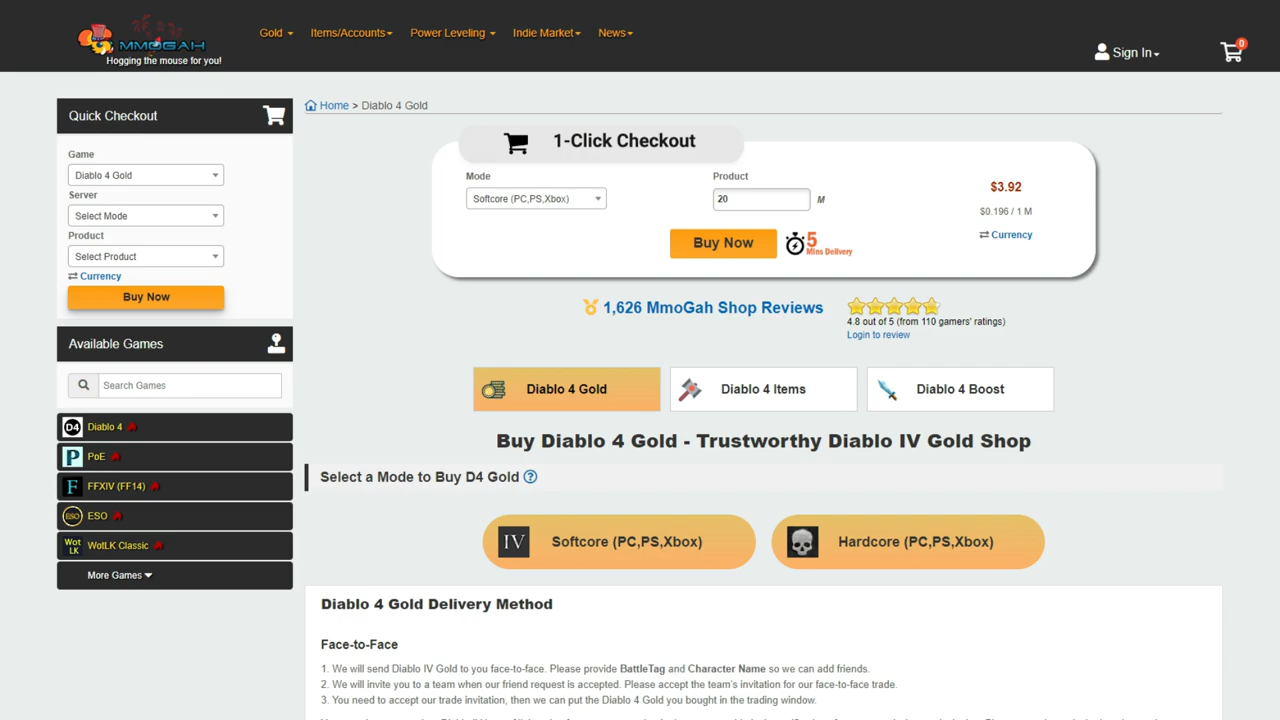 MMOGAH
Hogging the mouse for you!
Gold
Items/Accounts
Power Leveling
Indie Market
News
Sign In
0
Quick Checkout
Game
Diablo 4 Gold
Server
Select Mode
Product
Select Product
Currency
Buy Now
Available Games
Search Games
D4 Diablo 4
P PoE
F FFXIV (FF14)
ESO ESO
Wot LK WotLK Classic
More Games
Home > Diablo 4 Gold
1-Click Checkout
Mode
Softcore (PC,PS,Xbox)
Product
20 M
$3.92
$0.196 / 1 M
Currency
Buy Now
5 Mins Delivery
1,626 MmoGah Shop Reviews
4.8 out of 5 (from 110 gamers' ratings)
Login to review
Diablo 4 Gold
Diablo 4 Items
Diablo 4 Boost
Buy Diablo 4 Gold - Trustworthy Diablo IV Gold Shop
Select a Mode to Buy D4 Gold ?
IV Softcore (PC,PS,Xbox)
Hardcore (PC,PS,Xbox)
Diablo 4 Gold Delivery Method
Face-to-Face
1. We will send Diablo IV Gold to you face-to-face. Please provide BattleTag and Character Name so we can add friends.
2. We will invite you to a team when our friend request is accepted. Please accept the team's invitation for our face-to-face trade.
3. You need to accept our trade invitation, then we can put the Diablo 4 Gold you bought in the trading window.